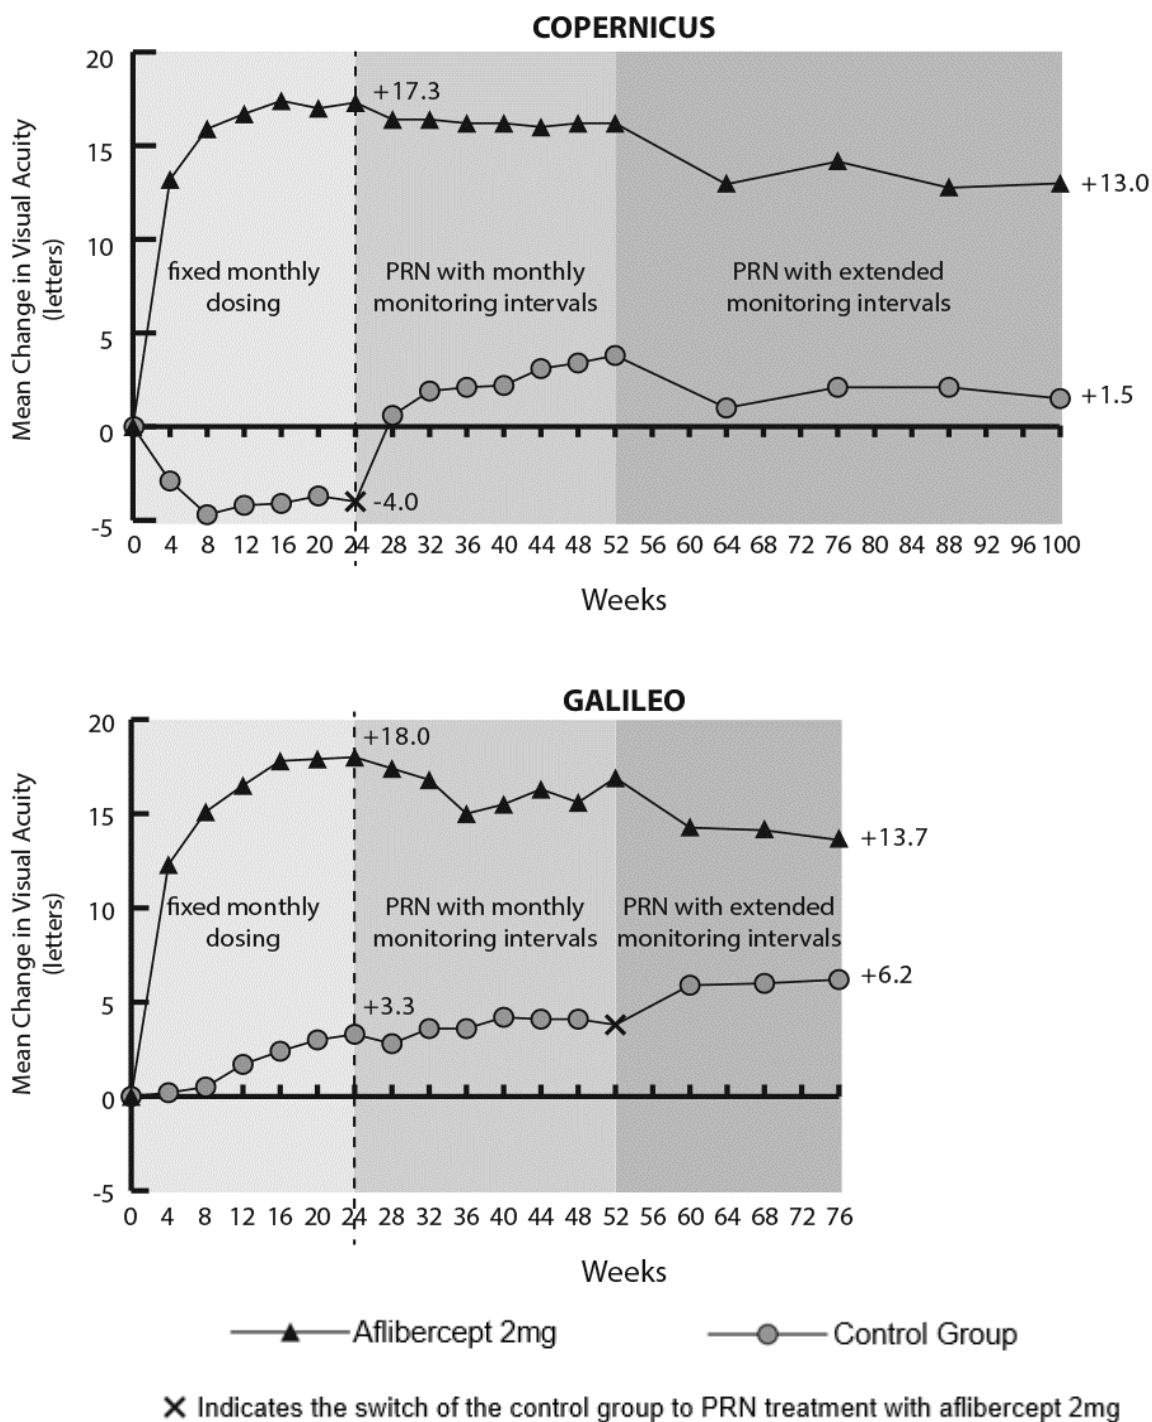 COPERNICUS
Mean Change in Visual Acuity
(letters)
20
15
10
5
0
-5
+17.3
+13.0
fixed monthly
dosing
PRN with monthly
monitoring intervals
PRN with extended
monitoring intervals
+1.5
-4.0
0 4 8 12 16 20 24 28 32 36 40 44 48 52 56 60 64 68 72 76 80 84 88 92 96 100
Weeks
GALILEO
Mean Change in Visual Acuity
(letters)
20
15
10
5
0
-5
+18.0
+13.7
fixed monthly
dosing
PRN with monthly
monitoring intervals
PRN with extended
monitoring intervals
+3.3
+6.2
0 4 8 12 16 20 24 28 32 36 40 44 48 52 56 60 64 68 72 76
Weeks
Aflibercept 2mg
Control Group
× Indicates the switch of the control group to PRN treatment with aflibercept 2mg